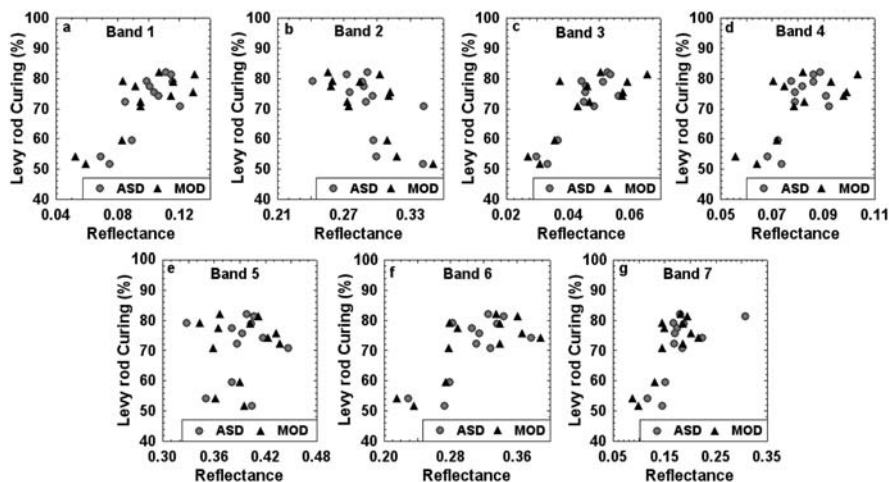 a Band 1
Levy rod Curing (%)
100
90
80
70
60
50
40
ASD MOD
0.04 0.08 0.12
Reflectance
b Band 2
Levy rod Curing (%)
100
90
80
70
60
50
40
ASD MOD
0.21 0.27 0.33
Reflectance
c Band 3
Levy rod Curing (%)
100
90
80
70
60
50
40
ASD MOD
0.02 0.04 0.06
Reflectance
d Band 4
Levy rod Curing (%)
100
90
80
70
60
50
40
ASD MOD
0.05 0.07 0.09 0.11
Reflectance
e Band 5
Levy rod Curing (%)
100
90
80
70
60
50
40
ASD MOD
0.30 0.36 0.42 0.48
Reflectance
f Band 6
Levy rod Curing (%)
100
90
80
70
60
50
40
ASD MOD
0.20 0.28 0.36
Reflectance
g Band 7
Levy rod Curing (%)
100
90
80
70
60
50
40
ASD MOD
0.05 0.15 0.25 0.35
Reflectance